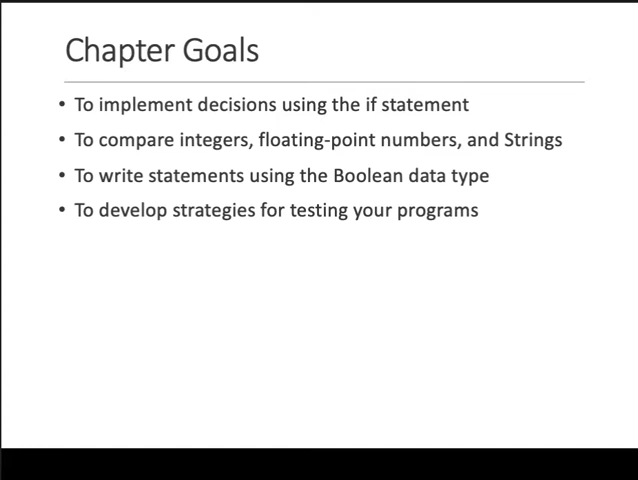 Chapter Goals
• To implement decisions using the if statement
• To compare integers, floating-point numbers, and Strings
• To write statements using the Boolean data type
• To develop strategies for testing your programs